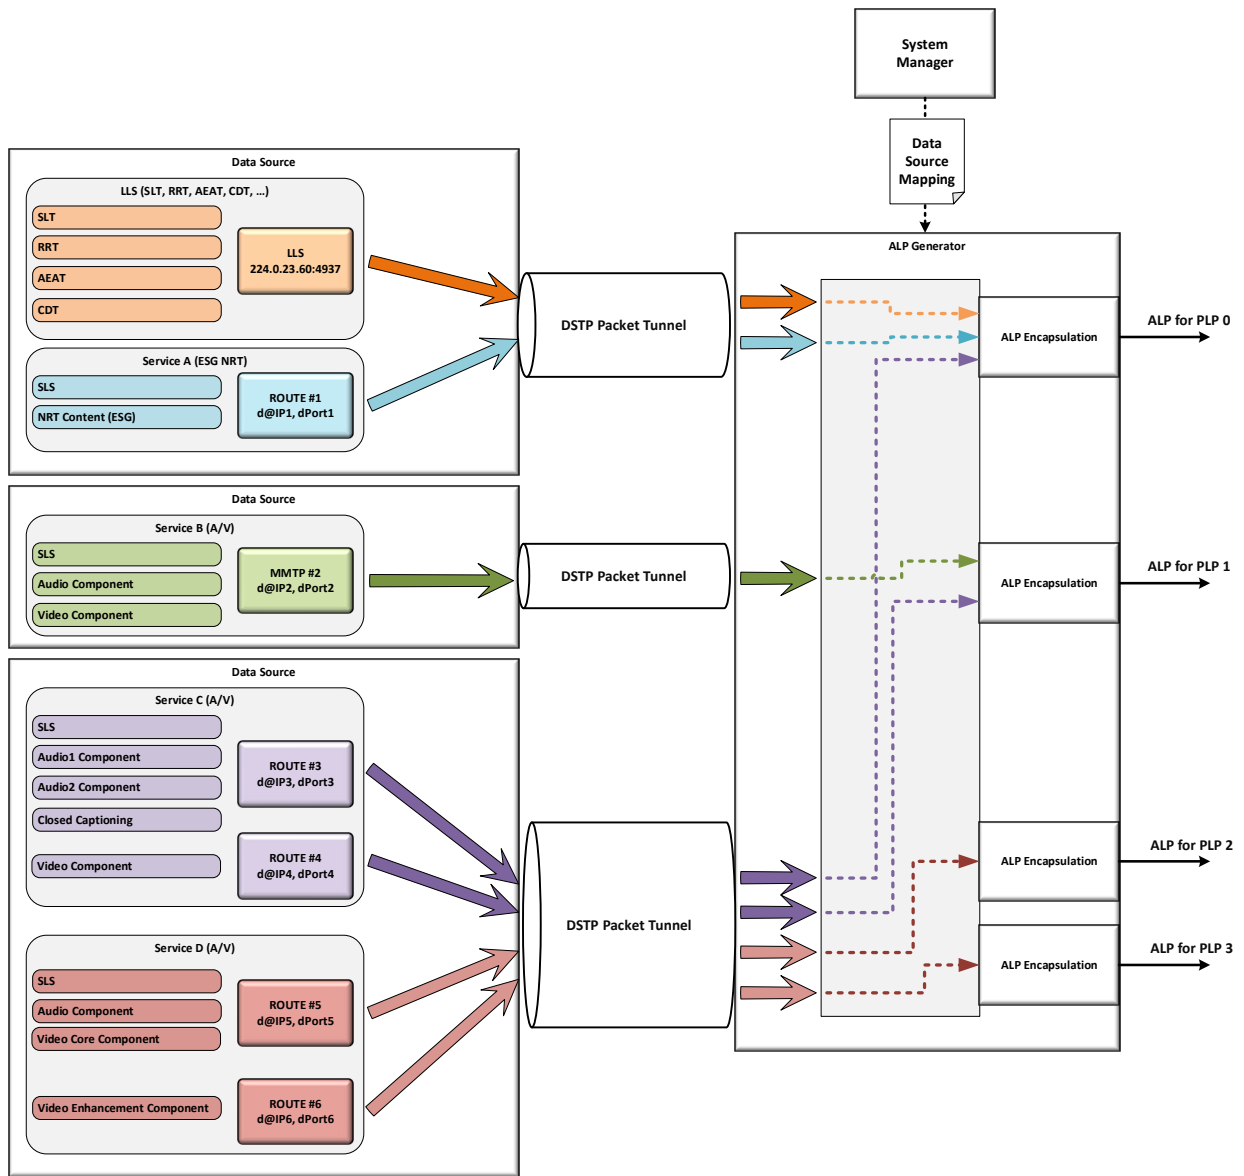 System
Manager
Data
Source
Mapping
Data Source
LLS (SLT, RRT, AEAT, CDT, ...)
SLT
RRT
AEAT
CDT
LLS
224.0.23.60:4937
Service A (ESG NRT)
SLS
NRT Content (ESG)
ROUTE #1
d@IP1, dPort1
DSTP Packet Tunnel
ALP Generator
ALP Encapsulation
ALP for PLP 0
Data Source
Service B (A/V)
SLS
Audio Component
Video Component
MMTP #2
d@IP2, dPort2
DSTP Packet Tunnel
ALP Encapsulation
ALP for PLP 1
Data Source
Service C (A/V)
SLS
Audio1 Component
Audio2 Component
Closed Captioning
Video Component
ROUTE #3
d@IP3, dPort3
ROUTE #4
d@IP4, dPort4
Service D (A/V)
SLS
Audio Component
Video Core Component
Video Enhancement Component
ROUTE #5
d@IP5, dPort5
ROUTE #6
d@IP6, dPort6
DSTP Packet Tunnel
ALP Encapsulation
ALP for PLP 2
ALP Encapsulation
ALP for PLP 3